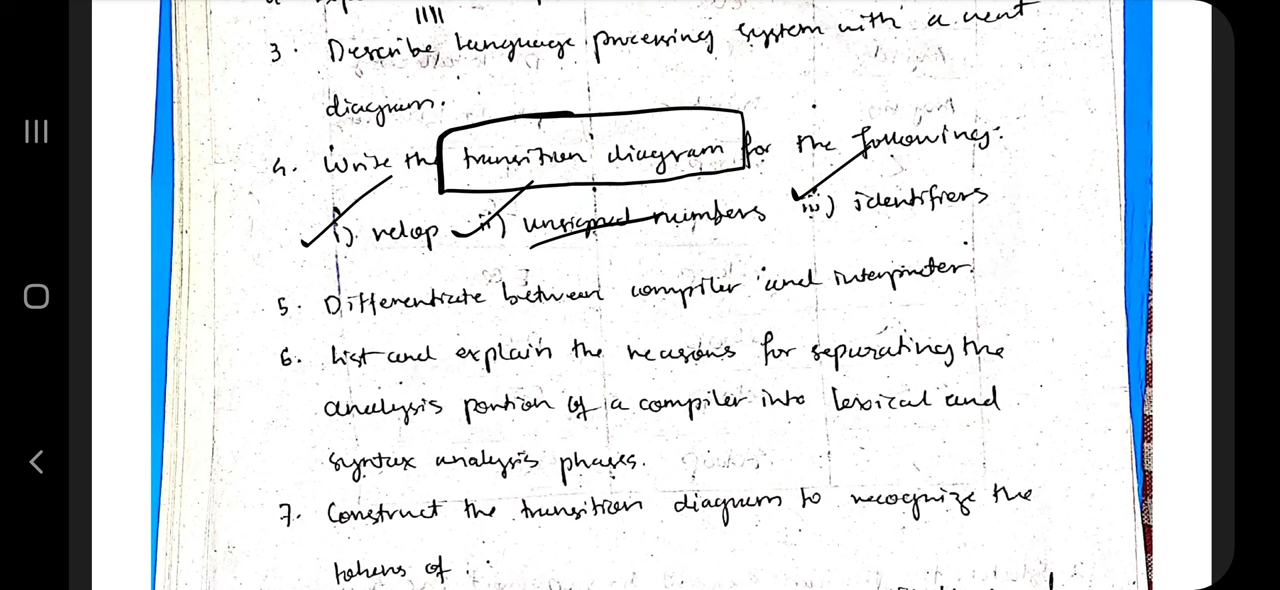 3. Describe language processing system with a neat
diagram.
4. Write the transition diagram for the following:
i). relop ii) unsigned numbers iii) identifiers
5. Differentiate between compiler and interpreter.
6. List and explain the reasons for separating the
analysis portion of a compiler into lexical and
syntax analysis phases.
7. Construct the transition diagram to recognize the
tokens of